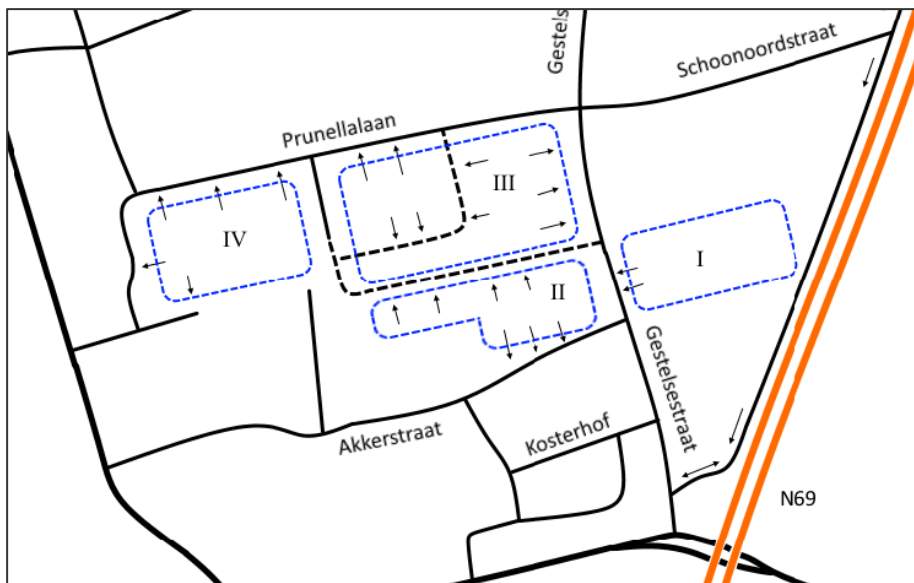 Gestels
Schoonoordstraat
Prunellalaan
III
IV
I
II
Gestelsestraat
Akkerstraat
Kosterhof
N69